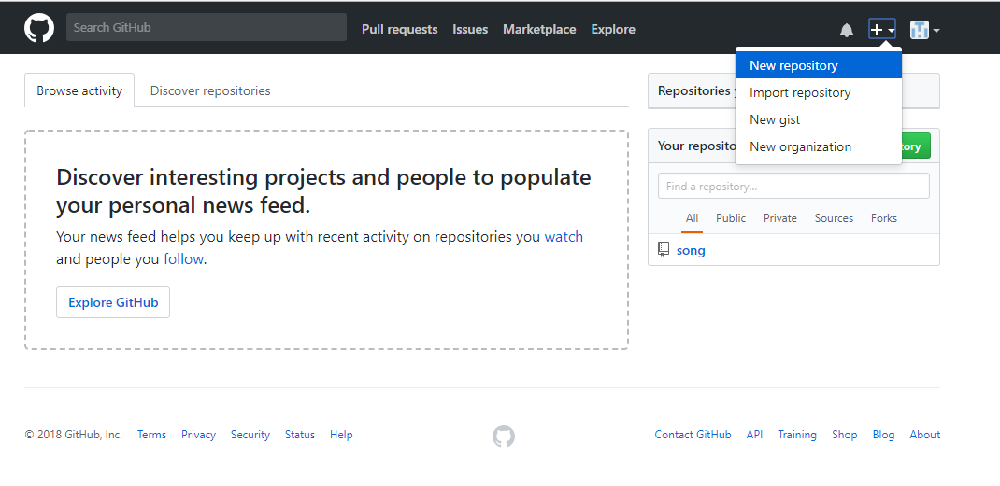 Search GitHub
Pull requests Issues Marketplace Explore
New repository
Import repository
New gist
New organization
Browse activity Discover repositories
Repositories
Discover interesting projects and people to populate
your personal news feed.
Your news feed helps you keep up with recent activity on repositories you watch
and people you follow.
Explore GitHub
Your
Find a repository...
All Public Private Sources Forks
song
© 2018 GitHub, Inc. Terms Privacy Security Status Help
Contact GitHub API Training Shop Blog About